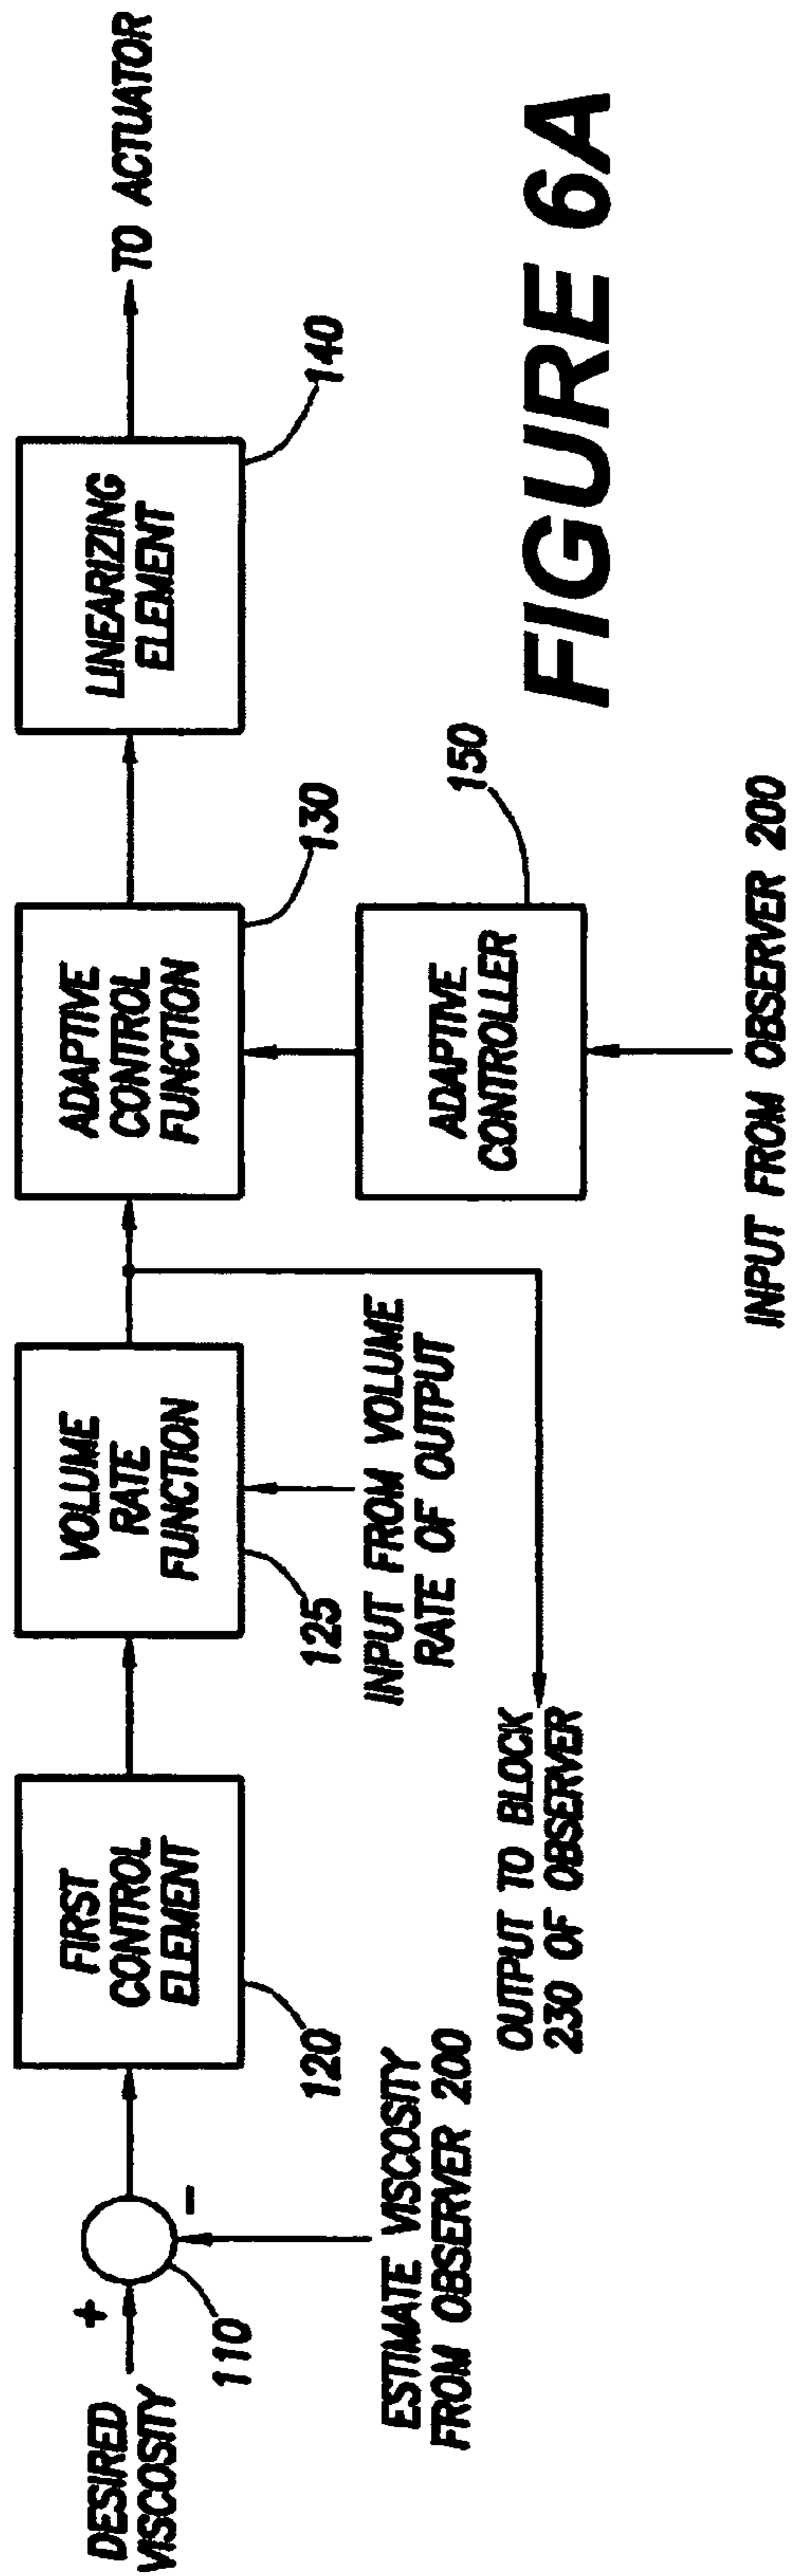 DESIRED
VISCOSITY
+
-
110
ESTIMATE VISCOSITY
FROM OBSERVER 200
FIRST
CONTROL
ELEMENT
120
VOLUME
RATE
FUNCTION
125
INPUT FROM VOLUME
RATE OF OUTPUT
OUTPUT TO BLOCK
230 OF OBSERVER
ADAPTIVE
CONTROL
FUNCTION
130
ADAPTIVE
CONTROLLER
150
INPUT FROM OBSERVER 200
LINEARIZING
ELEMENT
140
TO ACTUATOR
FIGURE 6A